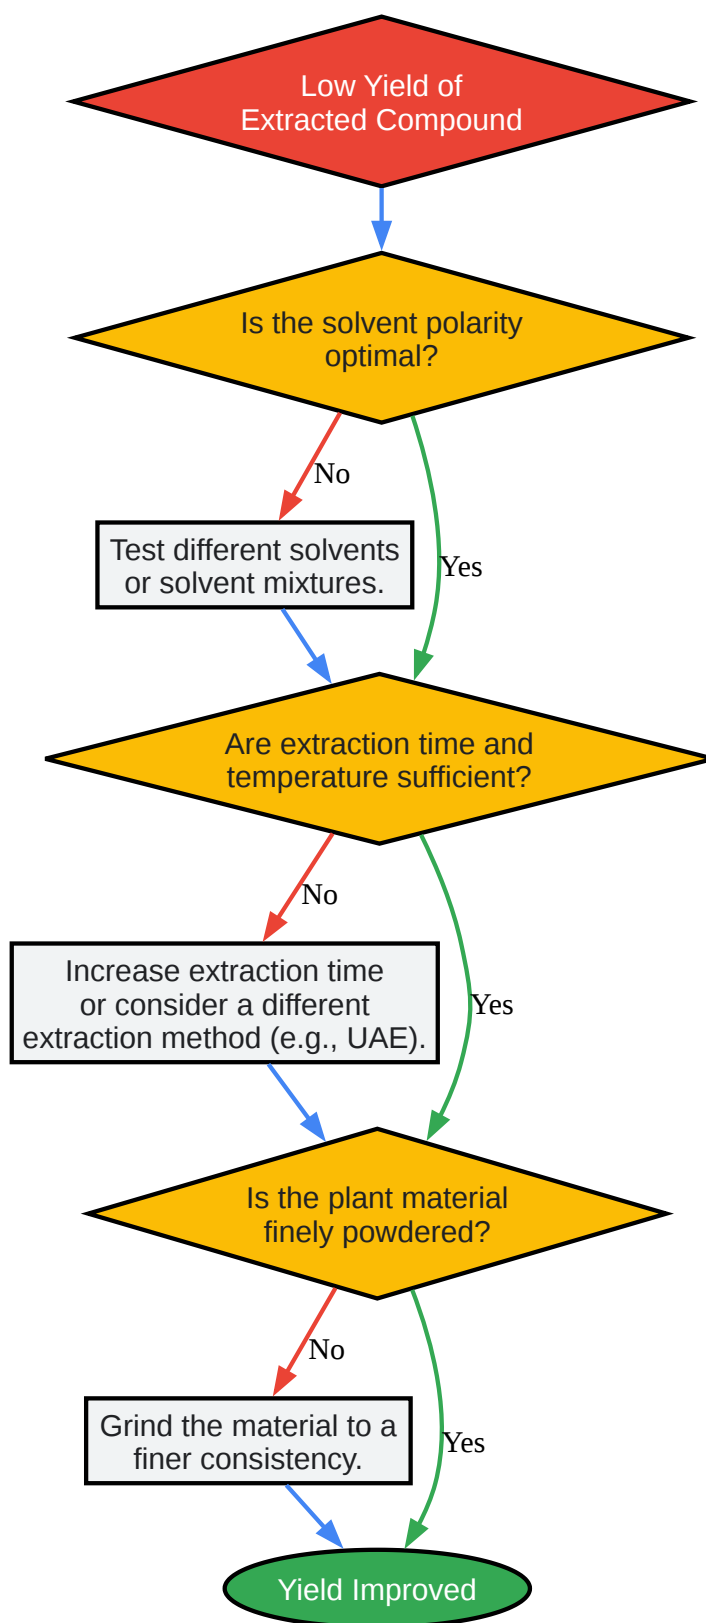 Low Yield of
Extracted Compound
Is the solvent polarity
optimal?
No
Test different solvents
or solvent mixtures.
Yes
Are extraction time and
temperature sufficient?
No
Increase extraction time
or consider a different
extraction method (e.g., UAE).
Yes
Is the plant material
finely powdered?
No
Grind the material to a
finer consistency.
Yes
Yield Improved